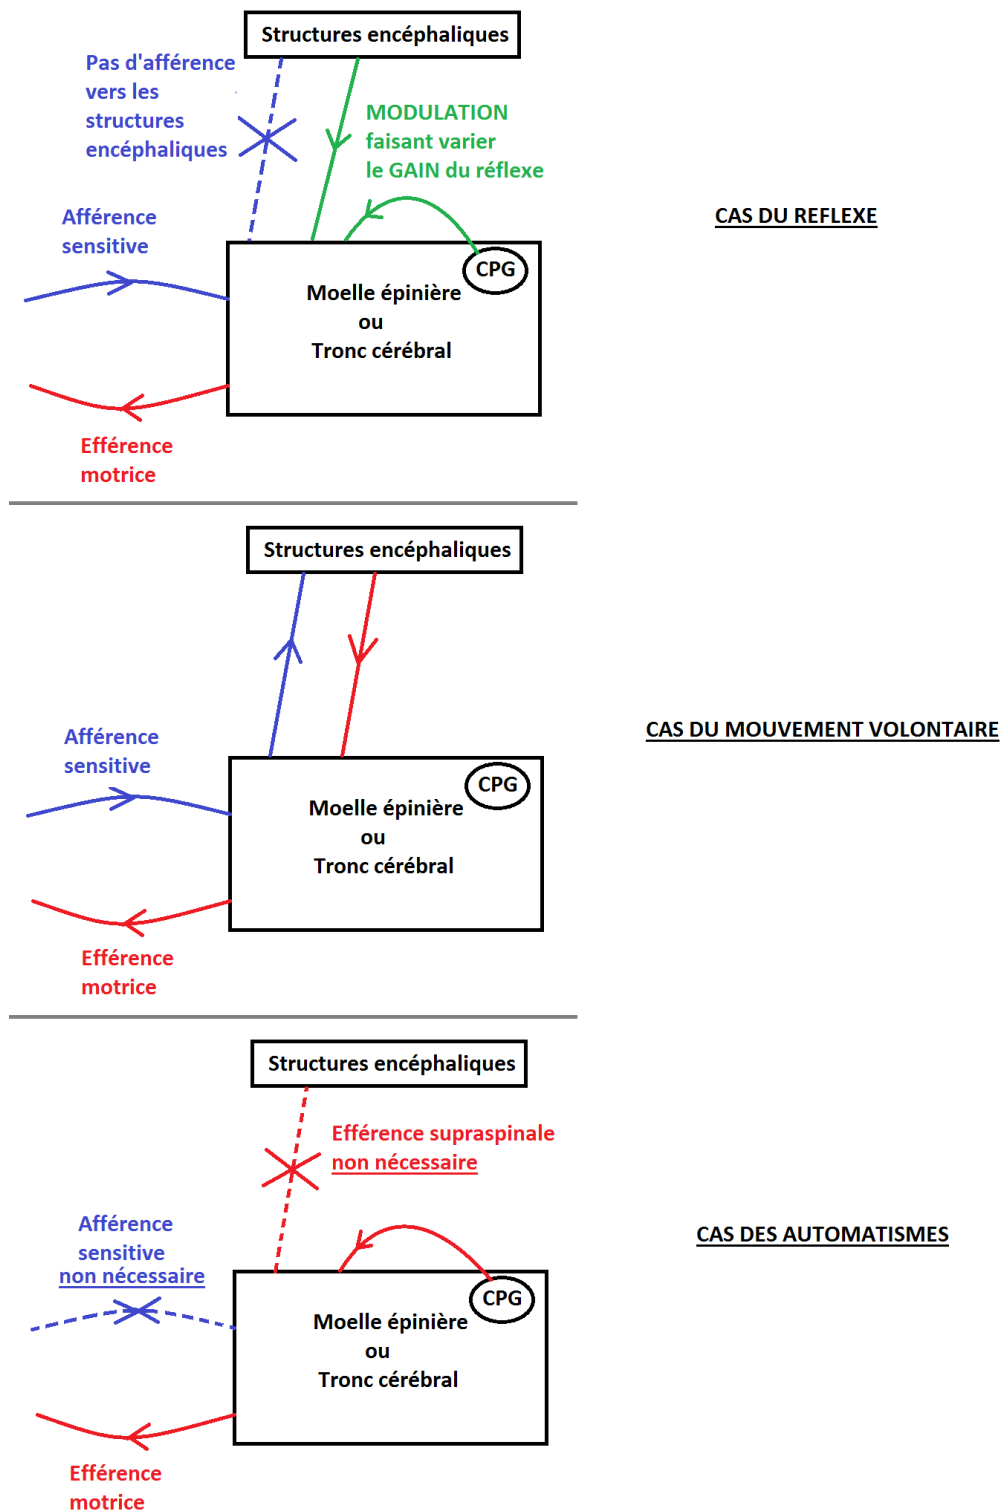 Structures encéphaliques
Pas d'afférence
vers les
structures
encéphaliques
MODULATION
faisant varier
le GAIN du réflexe
CAS DU REFLEXE
Afférence
sensitive
CPG
Moelle épinière
ou
Tronc cérébral
Efférence
motrice
Structures encéphaliques
CAS DU MOUVEMENT VOLONTAIRE
Afférence
sensitive
CPG
Moelle épinière
ou
Tronc cérébral
Efférence
motrice
Structures encéphaliques
Efférence supraspinale
non nécessaire
CAS DES AUTOMATISMES
Afférence
sensitive
non nécessaire
CPG
Moelle épinière
ou
Tronc cérébral
Efférence
motrice